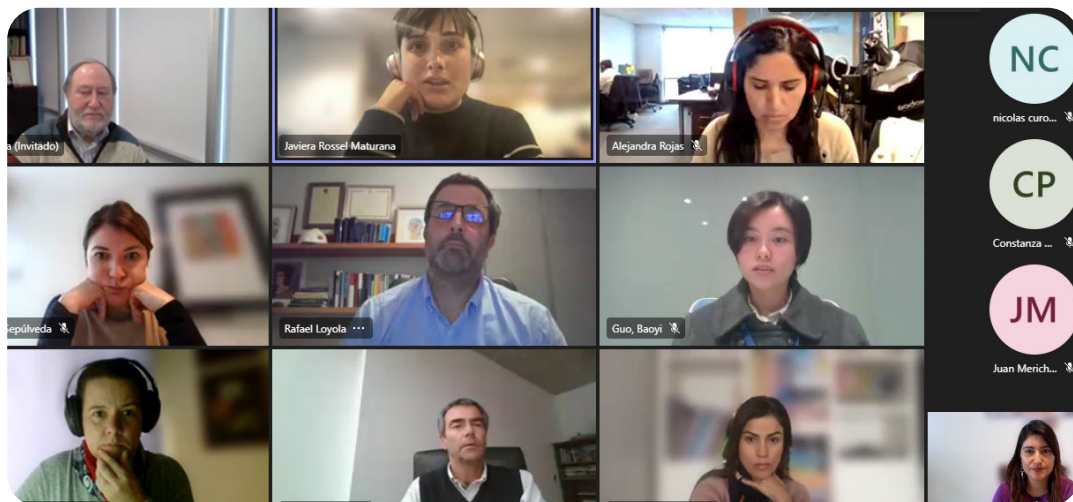 a (Invitado)
Javiera Rossel Maturana
Alejandra Rojas
NC
nicolas curo...
CP
Constanza ...
Sepúlveda
Rafael Loyola ...
Guo, Baoyi
JM
Juan Merich...